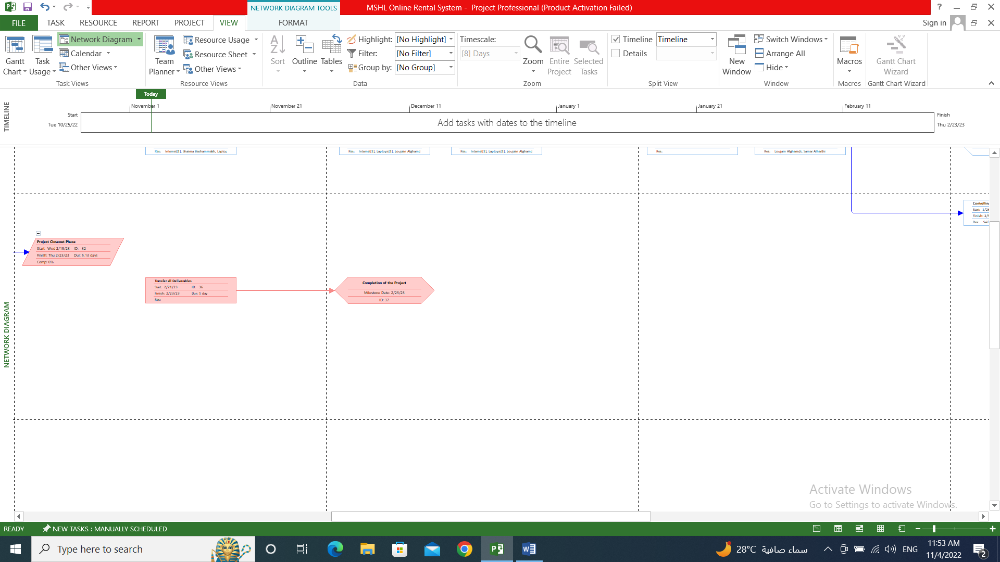 NETWORK DIAGRAM TOOLS
MSHL Online Rental System - Project Professional (Product Activation Failed)
FILE TASK RESOURCE REPORT PROJECT VIEW FORMAT Sign in
Network Diagram Resource Usage Highlight: [No Highlight] Timescale: Timeline Timeline Switch Windows
Calendar Resource Sheet Filter: [No Filter] [8] Days Details Arrange All
Gantt Chart Task Usage Other Views Team Planner Other Views Sort Outline Tables Group by: [No Group] Zoom Entire Project Selected Tasks New Window Hide Macros Gantt Chart Wizard
Task Views Resource Views Data Zoom Split View Window Macros Gantt Chart Wizard
Today
TIMELINE
November 1 November 21 December 11 January 1 January 21 February 11
Start Finish
Tue 10/25/22 Add tasks with dates to the timeline Thu 2/23/23
Res: Internet[1], Shaima Bashammakh, Laptop
Res: Internet[1], Laptops[1], Loujain Alghamd
Res: Internet[1], Laptops[1], Loujain Alghamd
Res:
Res: Loujain Alghamdi, Samar Alharthi
Controlling
Start: 1/26
Finish: 2/
Res: Saif
Project Closeout Phase
Start: Wed 2/15/23 ID: 32
Finish: Thu 2/23/23 Dur: 5.13 days
Comp: 0%
Transfer all Deliverables
Start: 2/21/23 ID: 36
Finish: 2/23/23 Dur: 1 day
Res:
Completion of the Project
Milestone Date: 2/23/23
ID: 37
NETWORK DIAGRAM
Activate Windows
Go to Settings to activate Windows.
READY NEW TASKS : MANUALLY SCHEDULED
Type here to search
28°C سماء صافية
ENG
11:53 AM
11/4/2022
2